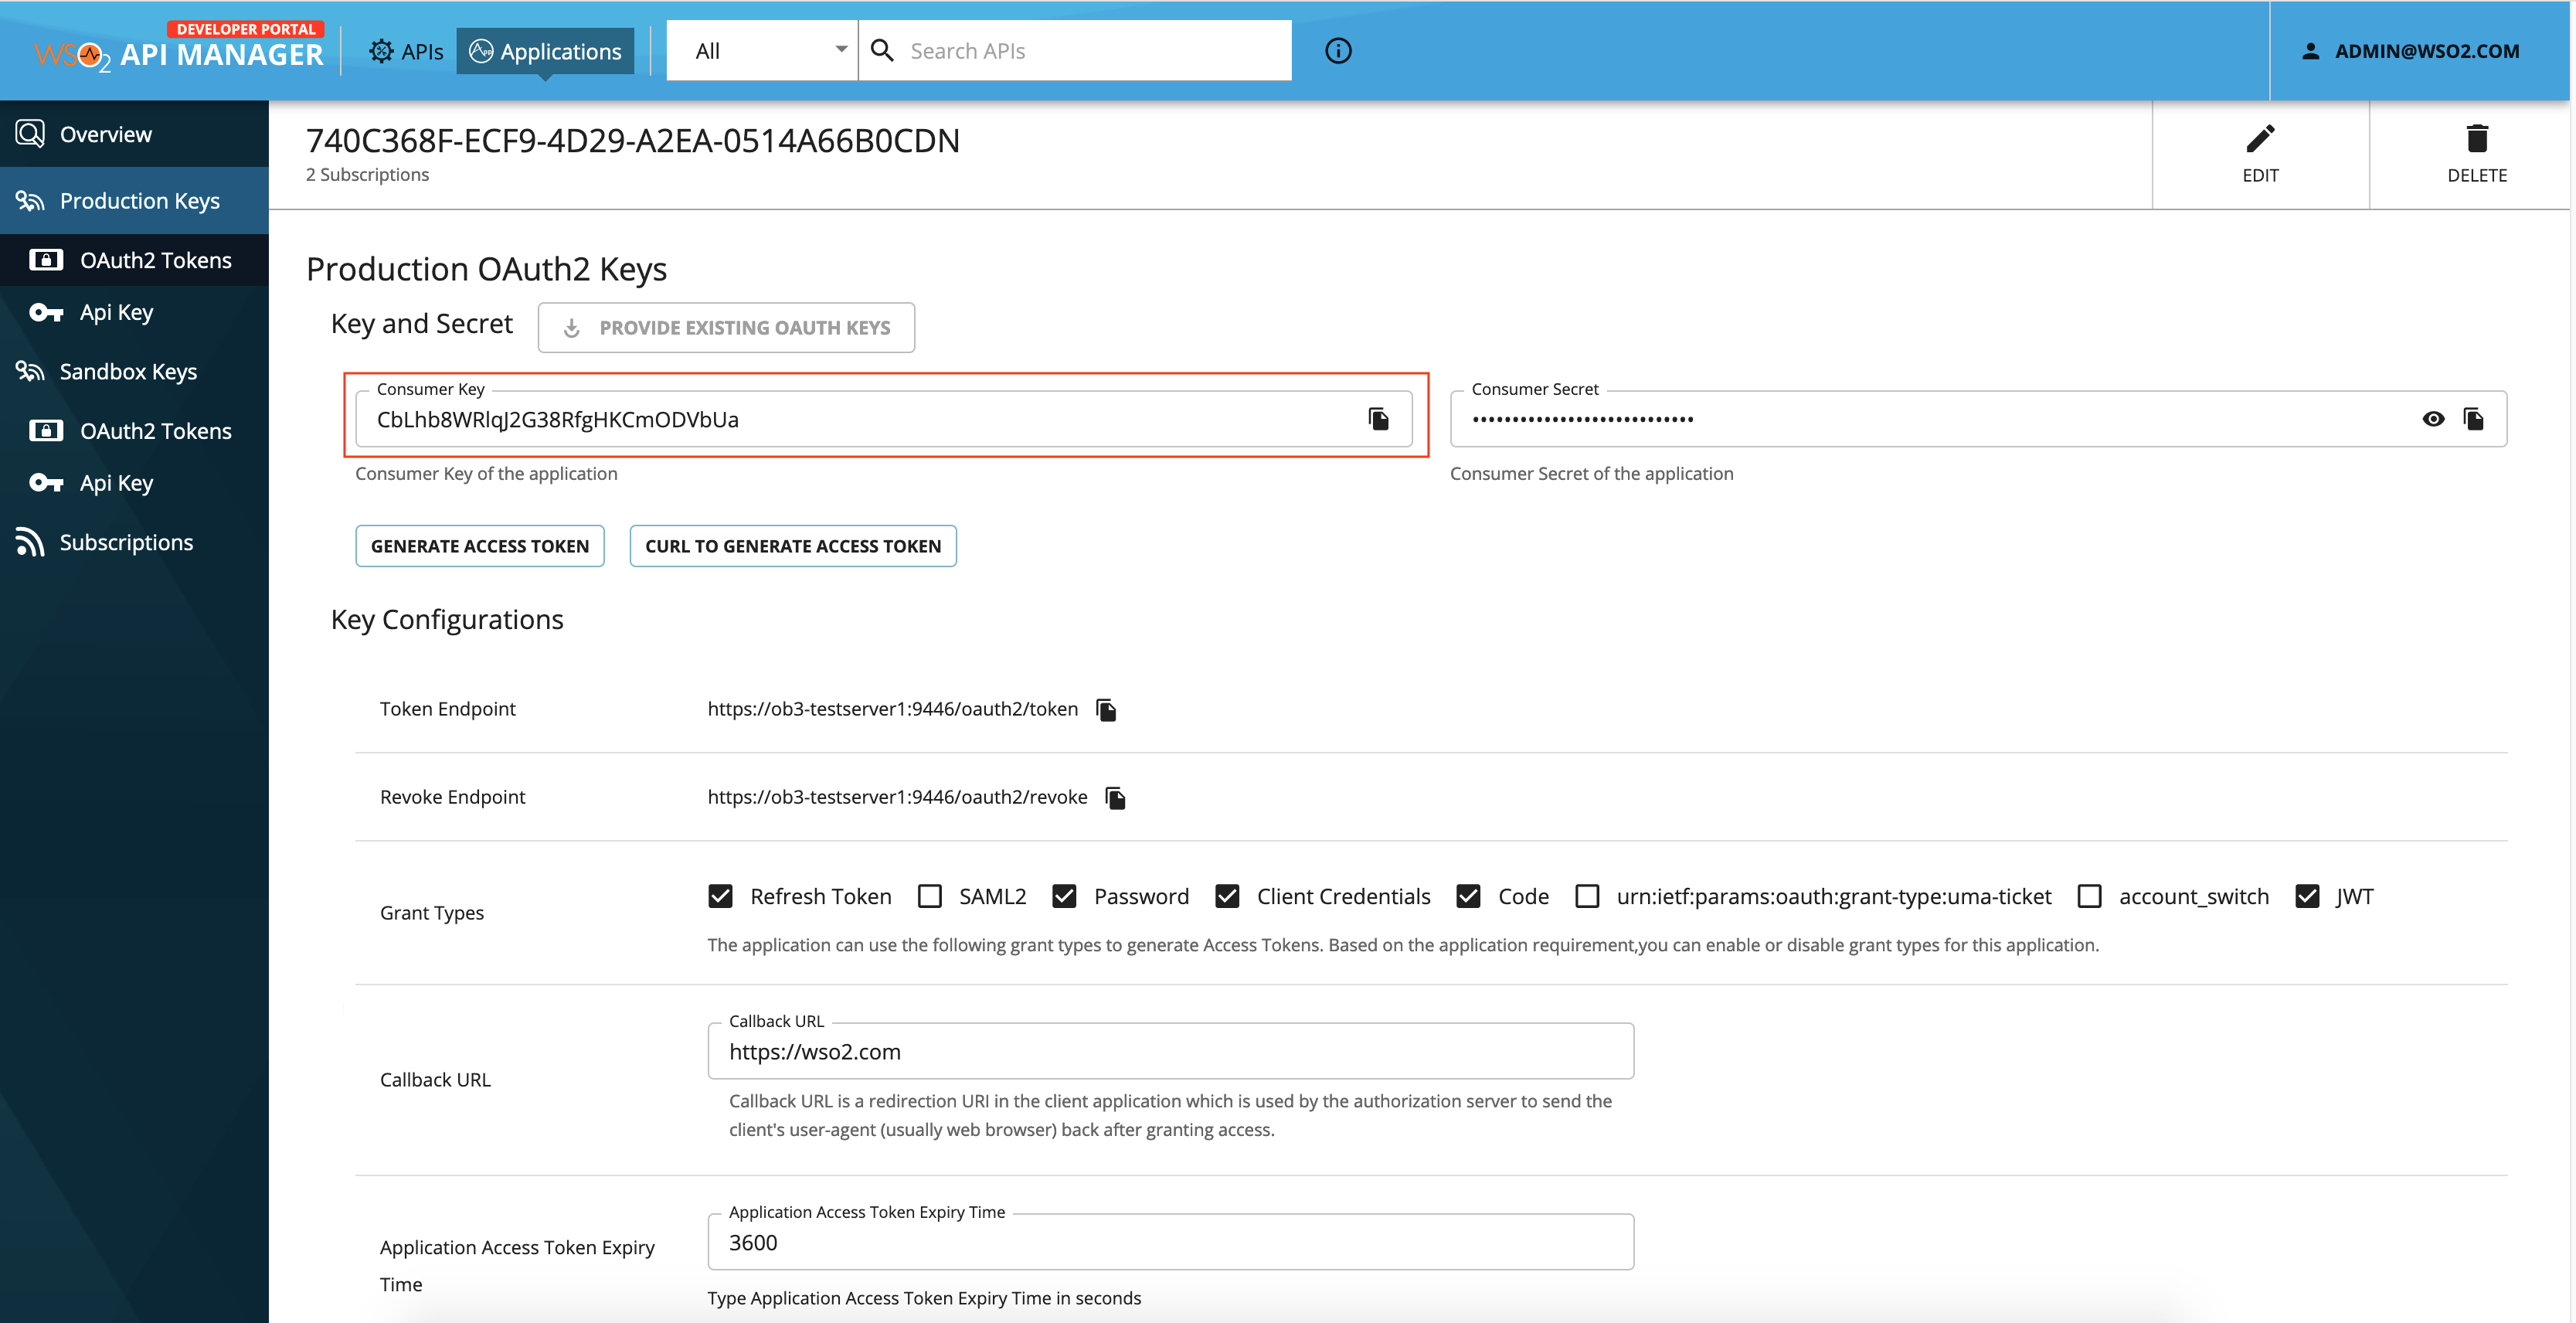 DEVELOPER PORTAL
WSO2 API MANAGER
APIs
Applications
All
Search APIs
ADMIN@WSO2.COM
Overview
Production Keys
OAuth2 Tokens
Api Key
Sandbox Keys
OAuth2 Tokens
Api Key
Subscriptions
740C368F-ECF9-4D29-A2EA-0514A66B0CDN
2 Subscriptions
EDIT
DELETE
Production OAuth2 Keys
Key and Secret
PROVIDE EXISTING OAUTH KEYS
Consumer Key
CbLhb8WRlqJ2G38RfgHKCmODVbUa
Consumer Key of the application
Consumer Secret
••••••••••••••••••••••••••••
Consumer Secret of the application
GENERATE ACCESS TOKEN
CURL TO GENERATE ACCESS TOKEN
Key Configurations
Token Endpoint
https://ob3-testserver1:9446/oauth2/token
Revoke Endpoint
https://ob3-testserver1:9446/oauth2/revoke
Grant Types
Refresh Token SAML2 Password Client Credentials Code urn:ietf:params:oauth:grant-type:uma-ticket account_switch JWT
The application can use the following grant types to generate Access Tokens. Based on the application requirement,you can enable or disable grant types for this application.
Callback URL
Callback URL
https://wso2.com
Callback URL is a redirection URI in the client application which is used by the authorization server to send the
client's user-agent (usually web browser) back after granting access.
Application Access Token Expiry
Time
Application Access Token Expiry Time
3600
Type Application Access Token Expiry Time in seconds